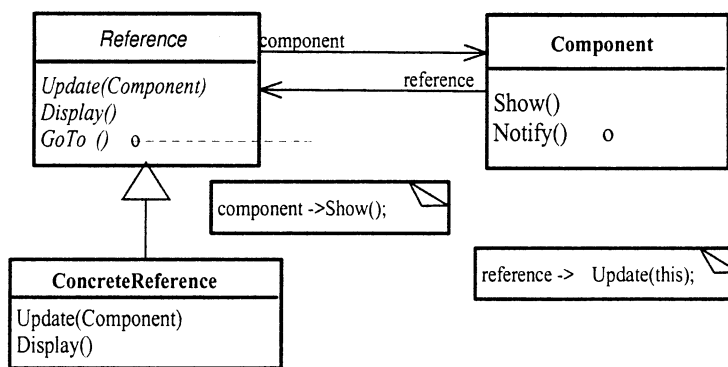 Reference
component
Component
Update(Component)
Display()
GoTo () o
reference
Show()
Notify() o
component ->Show();
reference -> Update(this);
ConcreteReference
Update(Component)
Display()